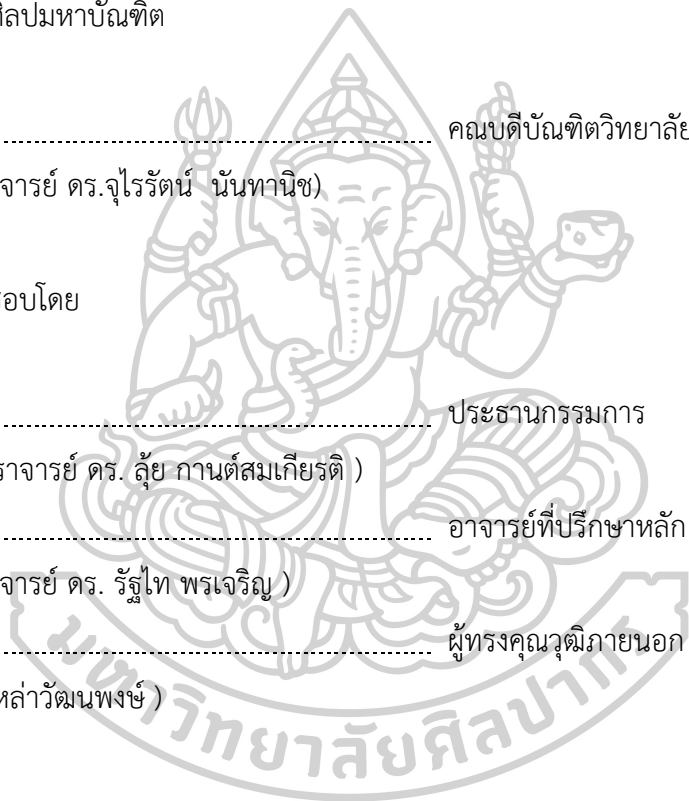 ศิลปมหาบัณฑิต
คณบดีบัณฑิตวิทยาลัย
จารย์ ดร.จุไรรัตน์ นันทานิช)
อบโดย
ประธานกรรมการ
ราจารย์ ดร. ลุ้ย กานต์สมเกียรติ )
อาจารย์ที่ปรึกษาหลัก
จารย์ ดร. รัฐไท พรเจริญ )
ผู้ทรงคุณวุฒิภายนอก
หล่าวัฒนพงษ์ )
มหาวิทยาลัยศิลปากร